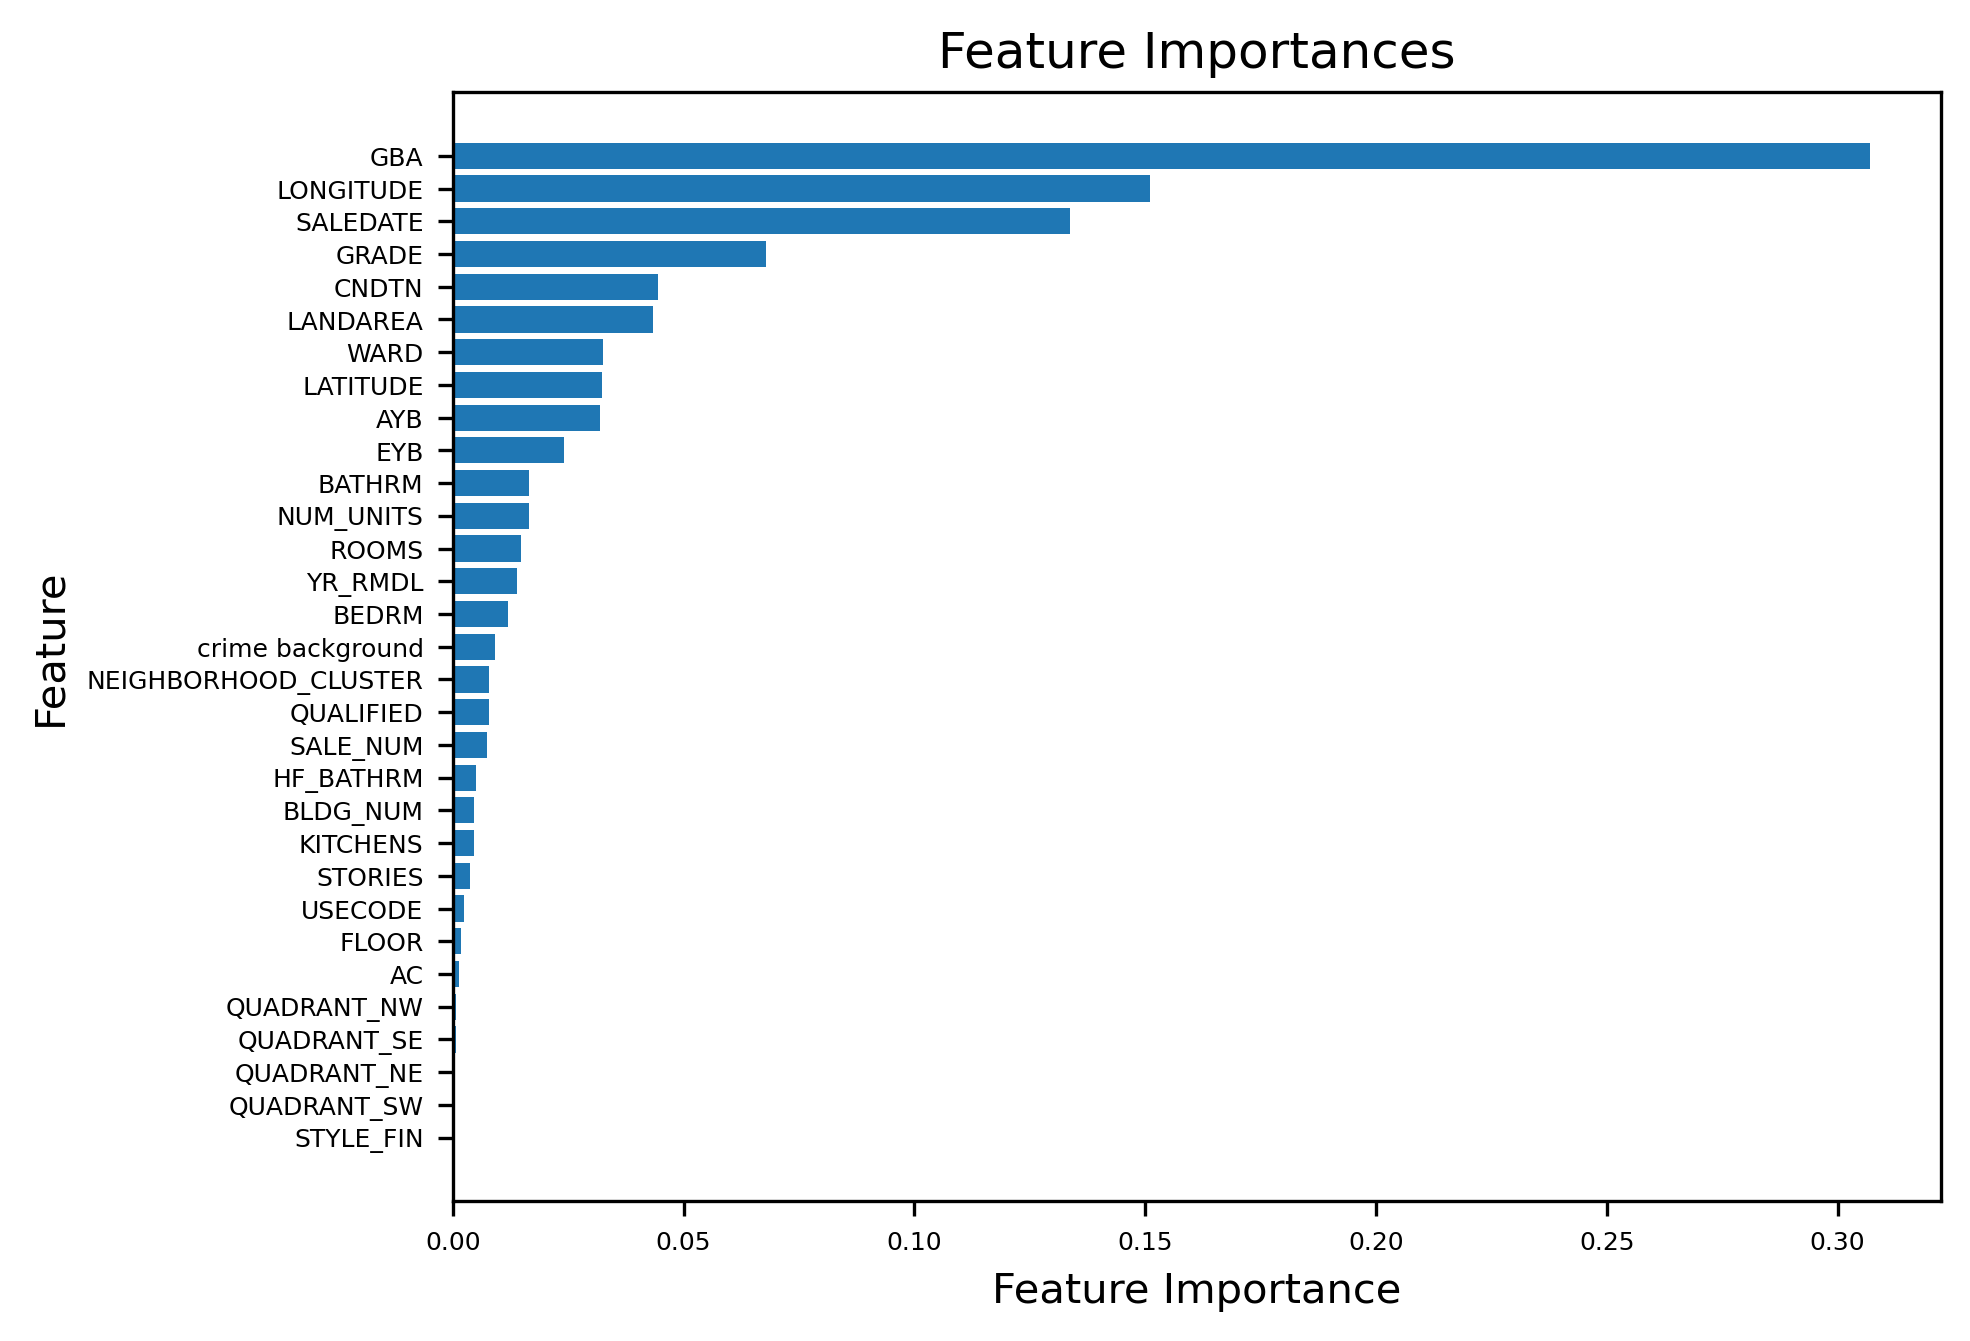 Feature Importances
GBA
LONGITUDE
SALEDATE
GRADE
CNDTN
LANDAREA
WARD
LATITUDE
AYB
EYB
BATHRM
NUM_UNITS
ROOMS
YR_RMDL
BEDRM
crime background
NEIGHBORHOOD_CLUSTER
QUALIFIED
SALE_NUM
HF_BATHRM
BLDG_NUM
KITCHENS
STORIES
USECODE
FLOOR
AC
QUADRANT_NW
QUADRANT_SE
QUADRANT_NE
QUADRANT_SW
STYLE_FIN
Feature
0.00 0.05 0.10 0.15 0.20 0.25 0.30
Feature Importance